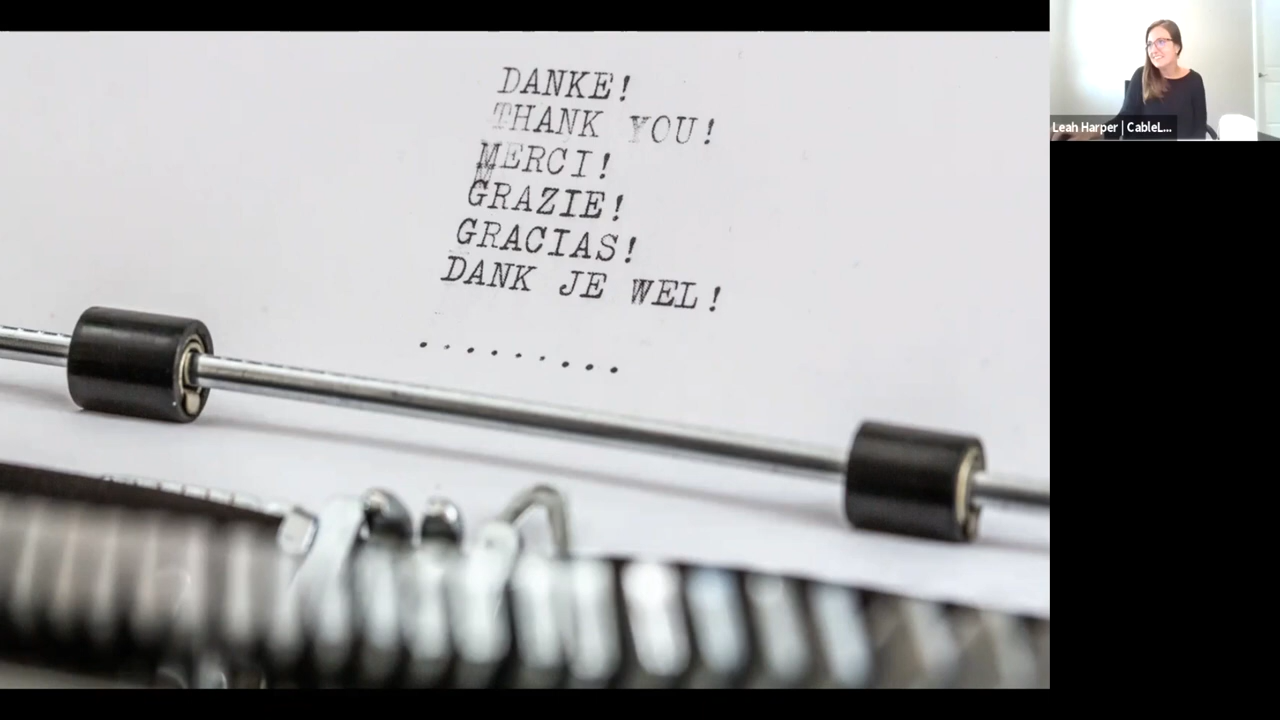 DANKE!
THANK YOU!
MERCI!
GRAZIE!
GRACIAS!
DANK JE WEL!
.........
Leah Harper | CableL...